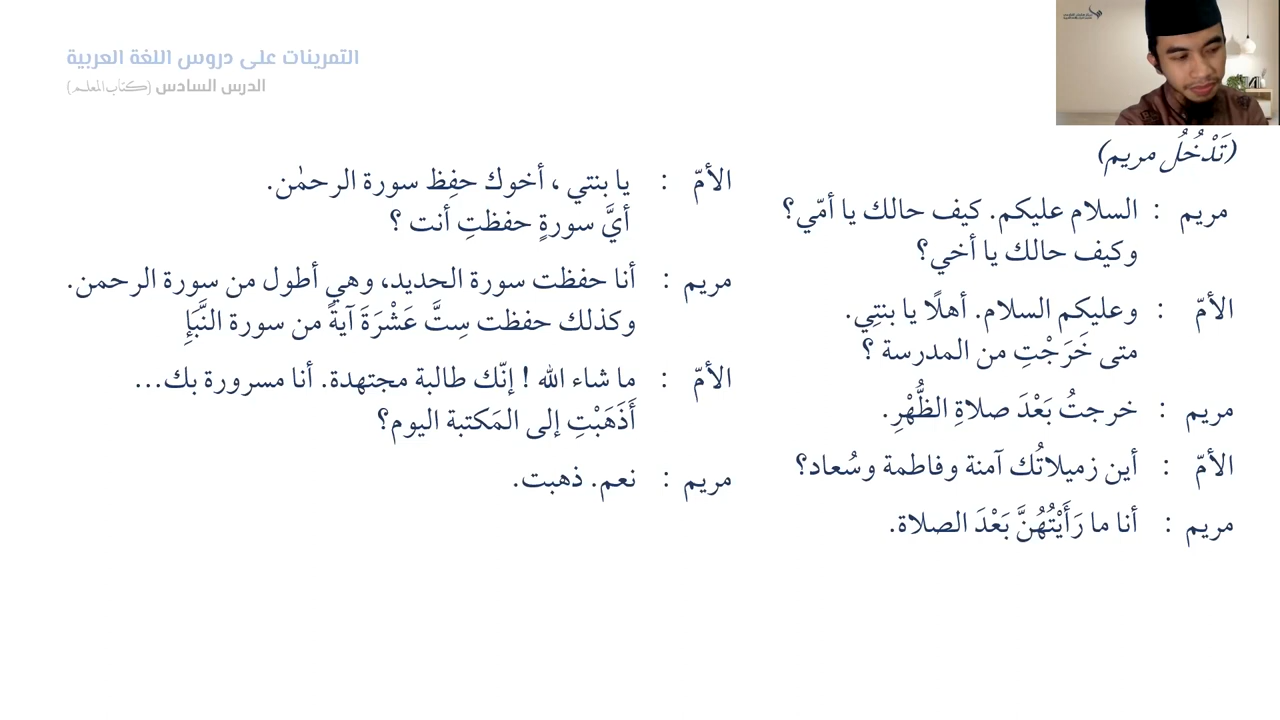 التمرينات على دروس اللغة العربية
الدرس السادس (كتاب المعلم)
(تَدْخُلُ مريم)
مريم : السلام عليكم. كيف حالك يا أمّي؟
وكيف حالك يا أخي؟
الأمّ : وعليكم السلام. أهلًا يا بنتِي.
متى خَرَجْتِ من المدرسة ؟
مريم : خرجتُ بَعْدَ صلاةِ الظُّهْرِ.
الأمّ : أين زميلاتُك آمنة وفاطمة وسُعاد؟
مريم : أنا ما رَأَيْتُهُنَّ بَعْدَ الصلاة.
الأمّ : يا بنتي ، أخوك حفِظ سورة الرحمٰن.
أيَّ سورةٍ حفظتِ أنت ؟
مريم : أنا حفظت سورة الحديد، وهي أطول من سورة الرحمن.
وكذلك حفظت سِتَّ عَشْرَةَ آيةً من سورة النَّبَإِ
الأمّ : ما شاء الله ! إنّك طالبة مجتهدة. أنا مسرورة بك...
أَذَهَبْتِ إلى المَكتبة اليوم؟
مريم : نعم. ذهبت.